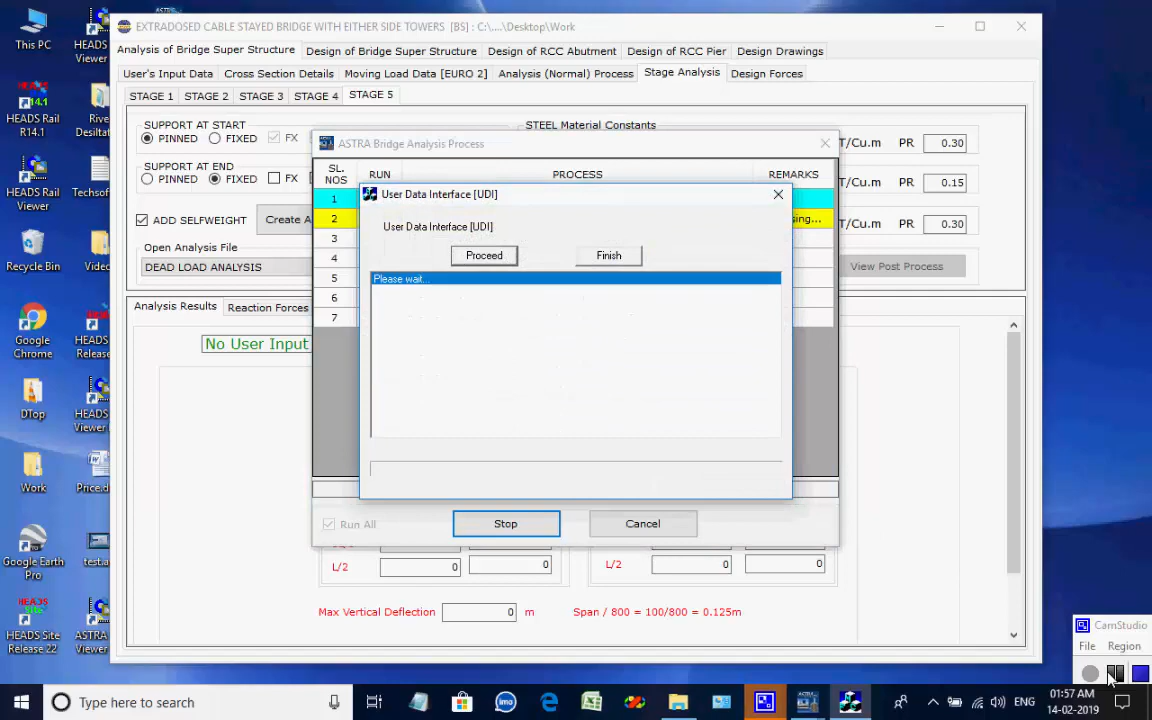 This PC
HEADS
Viewer
HEADS Rail
R14.1
Rive
Desiltat
HEADS Rail
Viewer
Techsof
Recycle Bin
Video
Google
Chrome
HEADS
Release
DTop
HEADS
Viewer
Work
Price.d
Google Earth
Pro
testi.a
HEADS Site
Release 22
ASTRA
Viewer
EXTRADOSED CABLE STAYED BRIDGE WITH EITHER SIDE TOWERS [BS] : C:\....\Desktop\Work
Analysis of Bridge Super Structure
Design of Bridge Super Structure
Design of RCC Abutment
Design of RCC Pier
Design Drawings
User's Input Data
Cross Section Details
Moving Load Data [EURO 2]
Analysis (Normal) Process
Stage Analysis
Design Forces
STAGE 1
STAGE 2
STAGE 3
STAGE 4
STAGE 5
SUPPORT AT START
PINNED
FIXED
FX
STEEL Material Constants
T/Cu.m PR 0.30
SUPPORT AT END
PINNED
FIXED
FX
T/Cu.m PR 0.15
ADD SELFWEIGHT
Create A
T/Cu.m PR 0.30
Open Analysis File
DEAD LOAD ANALYSIS
View Post Process
Analysis Results
Reaction Forces
No User Input
ASTRA Bridge Analysis Process
SL.
NOS
RUN
PROCESS
REMARKS
1
2
sing...
3
4
5
6
7
User Data Interface [UDI]
User Data Interface [UDI]
Proceed
Finish
Please wait...
Run All
Stop
Cancel
L/2 0 0
L/2 0 0
Max Vertical Deflection 0 m
Span / 800 = 100/800 = 0.125m
CamStudio
File
Region
Type here to search
imo
ENG
01:57 AM
14-02-2019